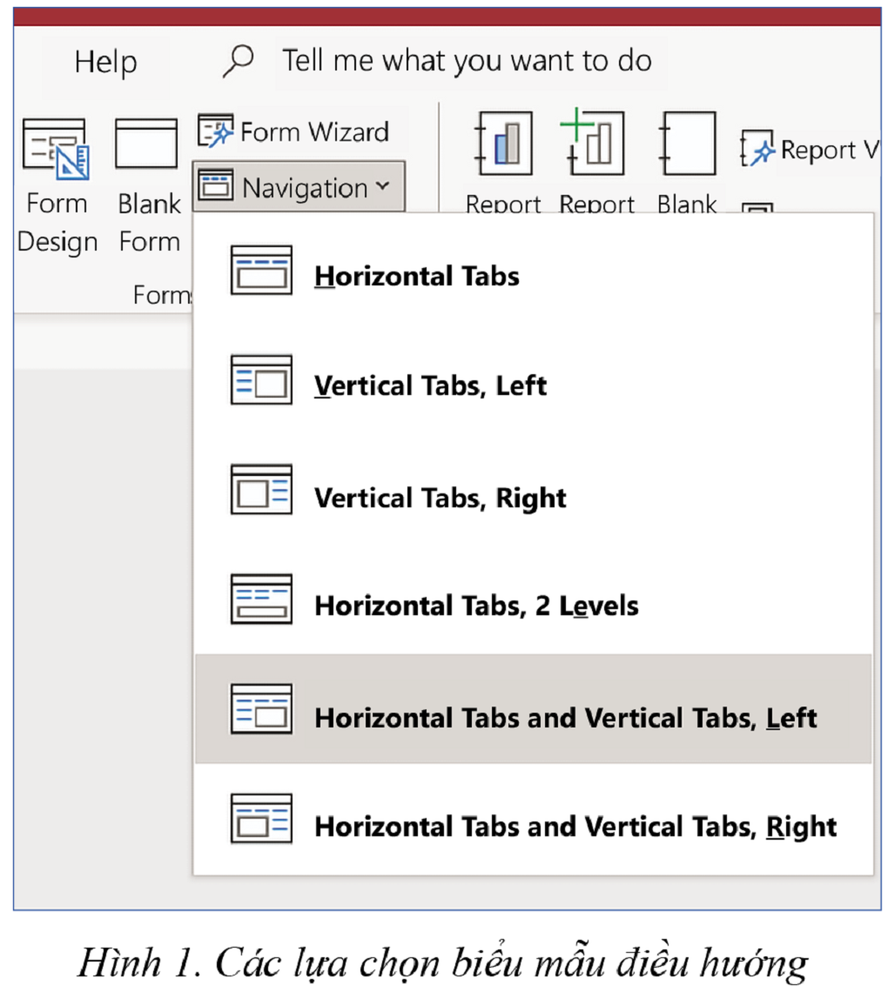 Help Tell me what you want to do
Form Wizard
Report V
Navigation
Form Design
Blank Form
Report
Report
Blank
Forms
Horizontal Tabs
Vertical Tabs, Left
Vertical Tabs, Right
Horizontal Tabs, 2 Levels
Horizontal Tabs and Vertical Tabs, Left
Horizontal Tabs and Vertical Tabs, Right
Hình 1. Các lựa chọn biểu mẫu điều hướng